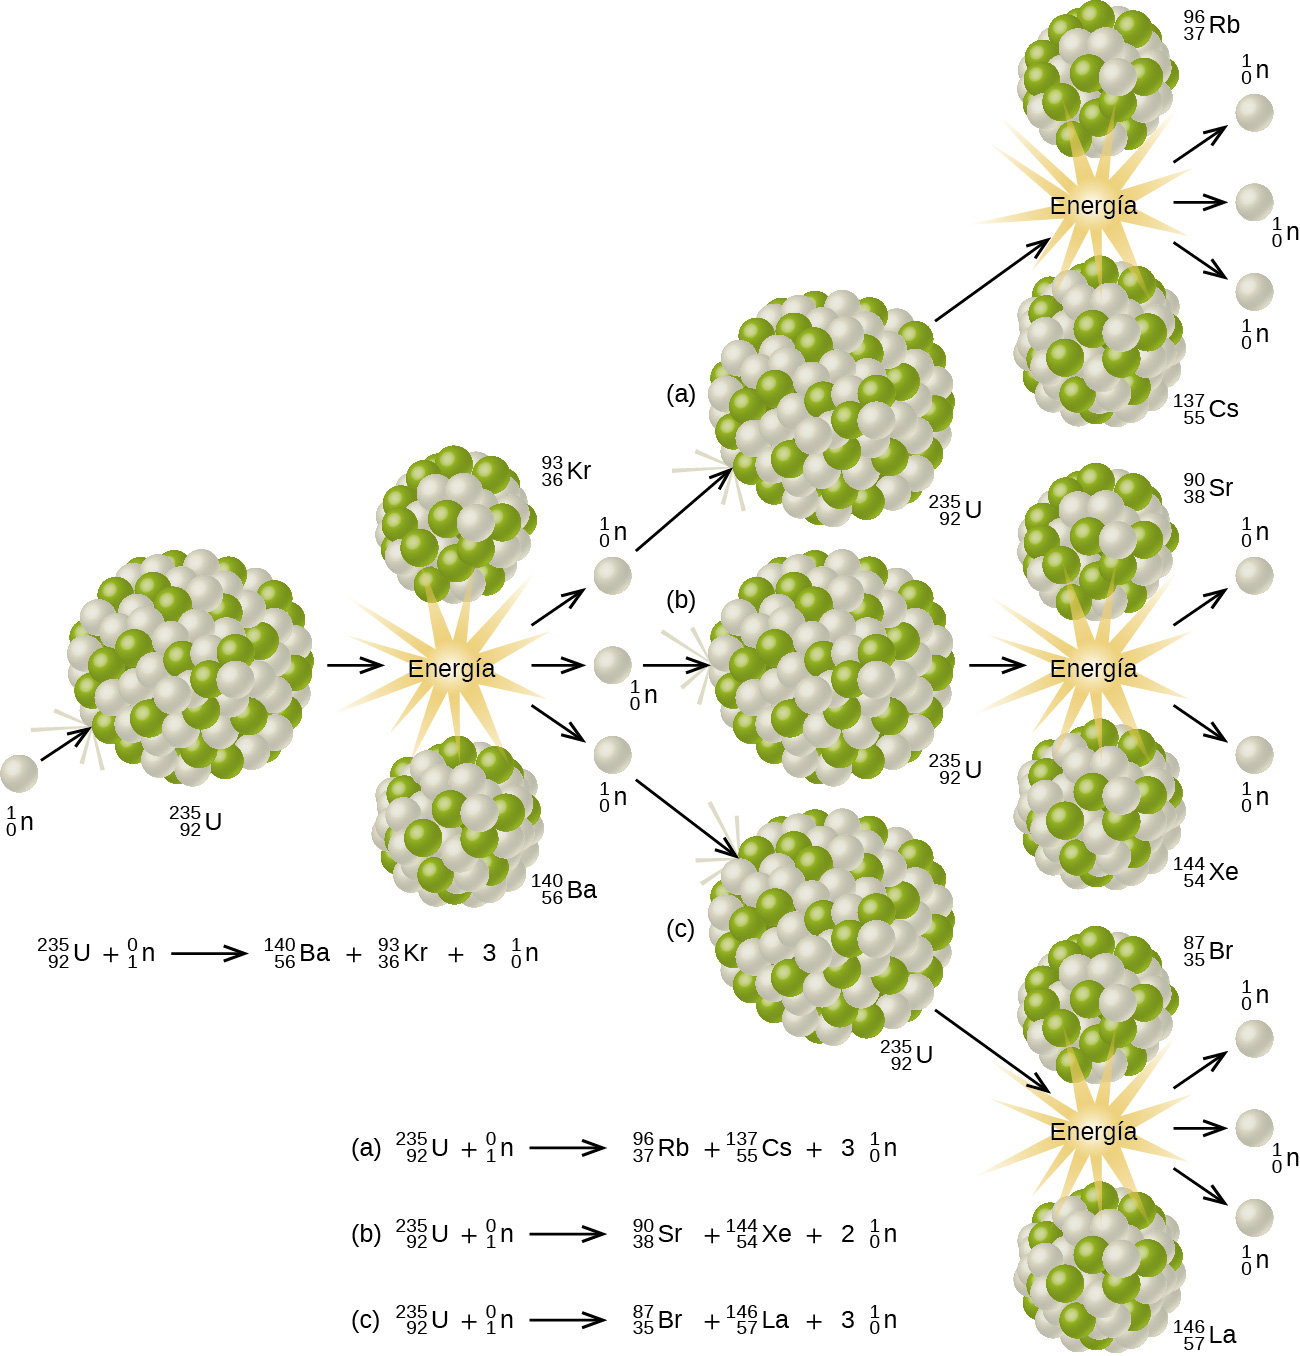 96 37 Rb
1 0 n
Energía
1 0 n
1 0 n
137 55 Cs
(a)
235 92 U
93 36 Kr
1 0 n
90 38 Sr
1 0 n
(b)
Energía
1 0 n
Energía
1 0 n
235 92 U
1 0 n
1 0 n
144 54 Xe
1 0 n
235 92 U
140 56 Ba
(c)
235 92 U + 0 1 n → 140 56 Ba + 93 36 Kr + 3 1 0 n
87 35 Br
1 0 n
235 92 U
Energía
1 0 n
1 0 n
146 57 La
(a) 235 92 U + 0 1 n → 96 37 Rb + 137 55 Cs + 3 1 0 n
(b) 235 92 U + 0 1 n → 90 38 Sr + 144 54 Xe + 2 1 0 n
(c) 235 92 U + 0 1 n → 87 35 Br + 146 57 La + 3 1 0 n